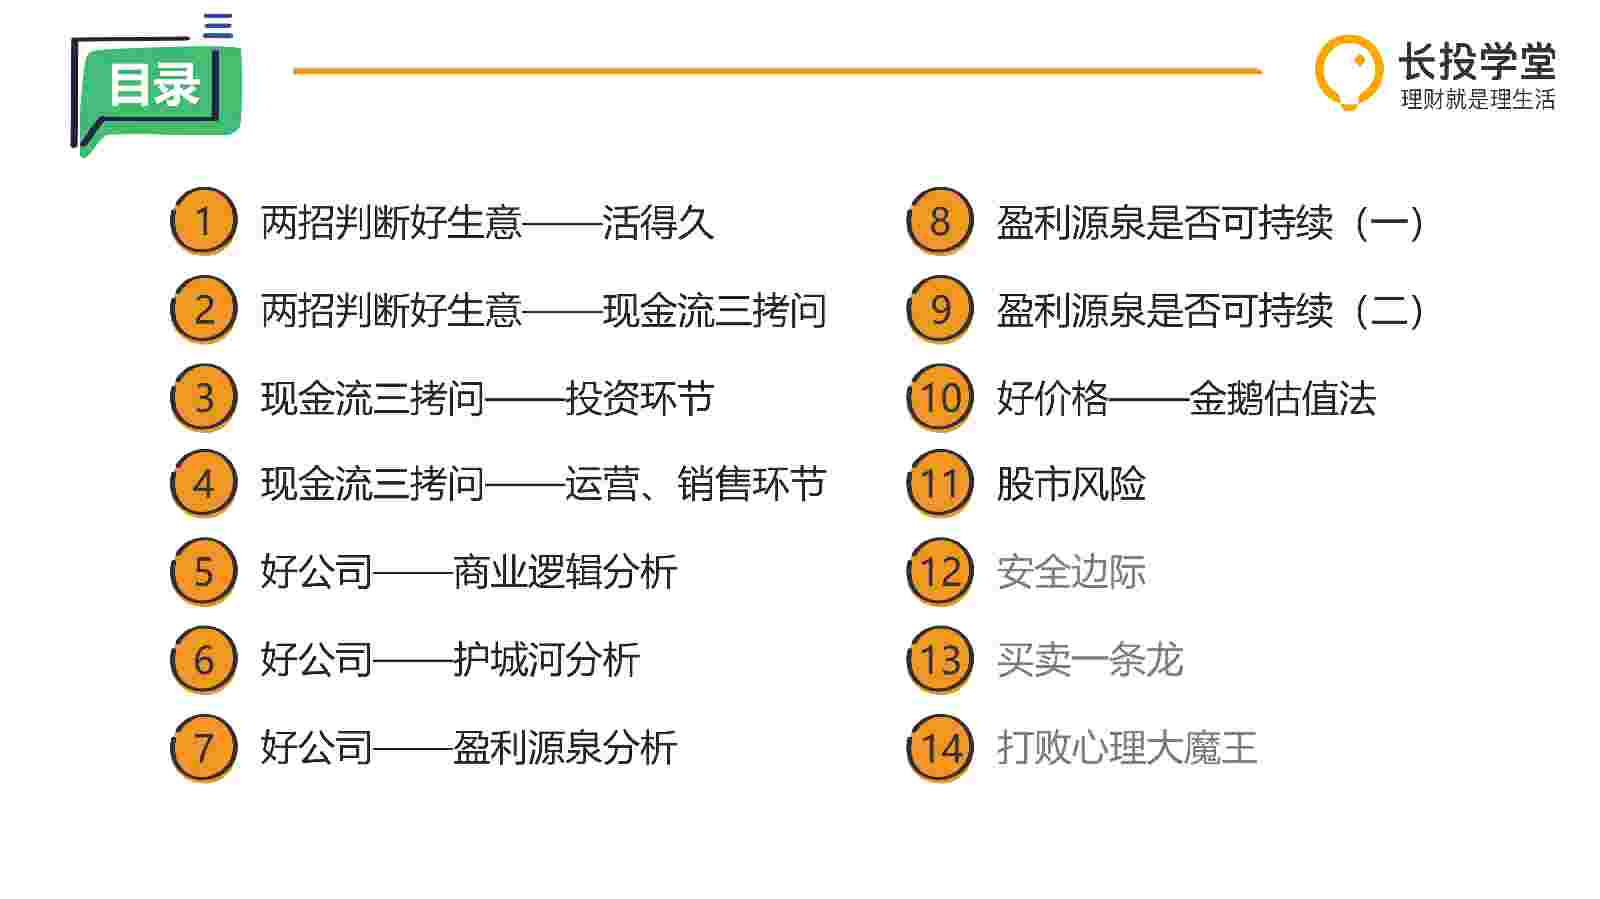 目录
长投学堂
理财就是理生活
1 两招判断好生意——活得久
2 两招判断好生意——现金流三拷问
3 现金流三拷问——投资环节
4 现金流三拷问——运营、销售环节
5 好公司——商业逻辑分析
6 好公司——护城河分析
7 好公司——盈利源泉分析
8 盈利源泉是否可持续（一）
9 盈利源泉是否可持续（二）
10 好价格——金鹅估值法
11 股市风险
12 安全边际
13 买卖一条龙
14 打败心理大魔王